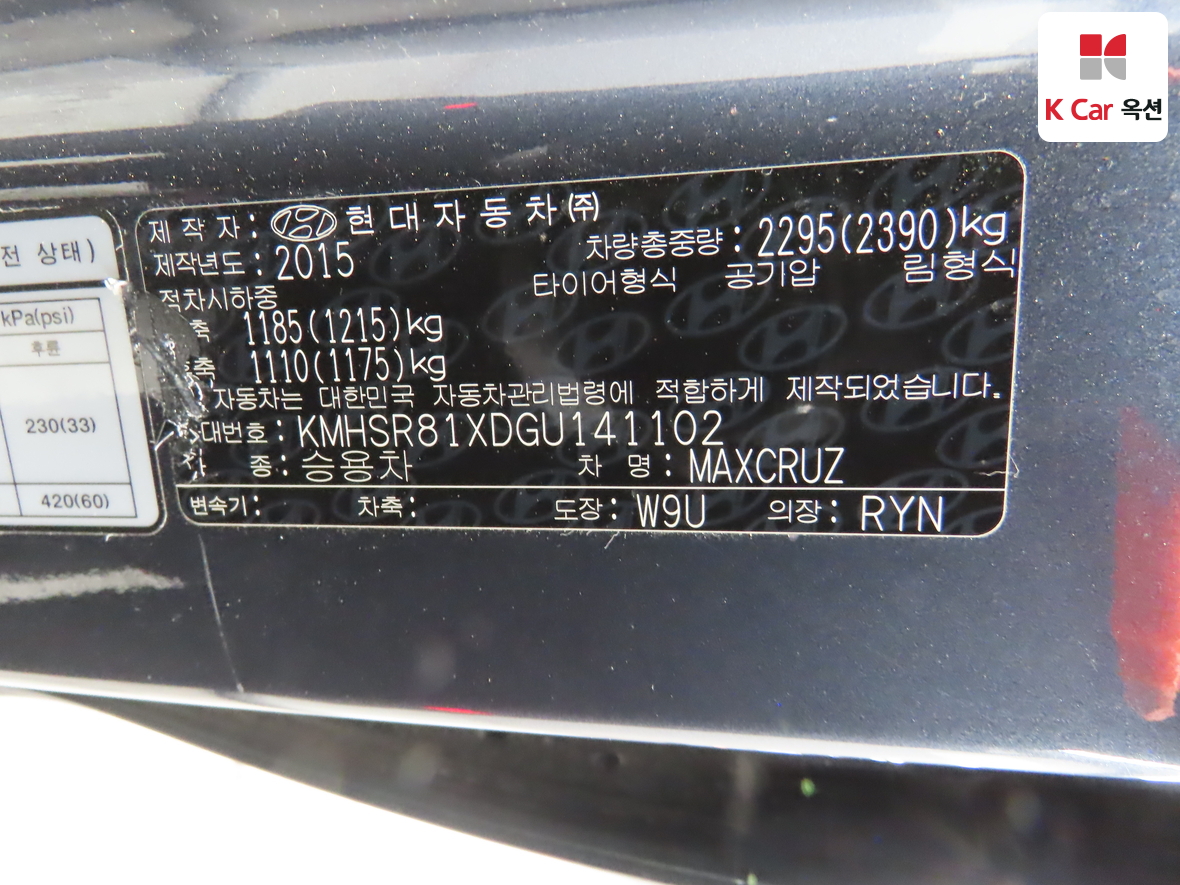 K Car 옥션
전 상태)
kPa(psi)
후륜
230(33)
420(60)
제 작 자 : 현대자동차㈜
제작년도 : 2015
차량총중량 : 2295(2390)kg
타이어형식 공기압 림형식
적차시하중
축 1185(1215)kg
축 1110(1175)kg
자동차는 대한민국 자동차관리법령에 적합하게 제작되었습니다.
대번호 : KMHSR81XDGU141102
종 : 승용차 차 명 : MAXCRUZ
변속기 : 차축 : 도장 : W9U 의장 : RYN